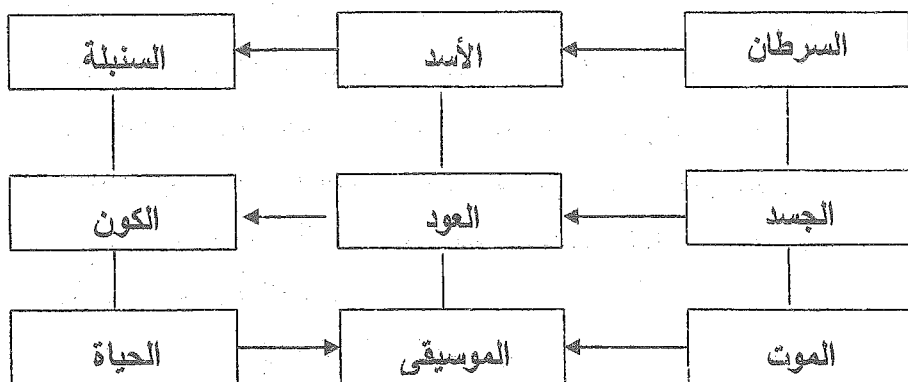 السرطان الأسد السنبلة
الجسد العود الكون
الموت الموسيقى الحياة